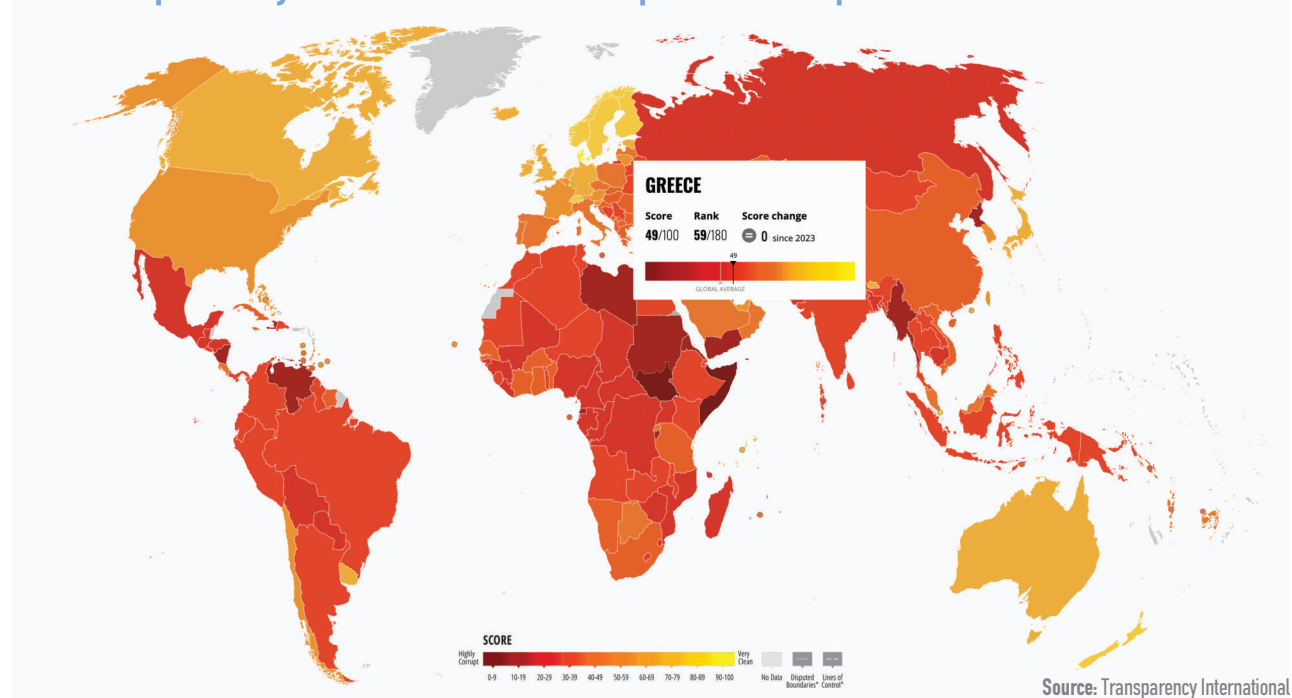 GREECE
Score Rank Score change
49/100 59/180 = 0 since 2023
49
GLOBAL AVERAGE
SCORE
Highly Corrupt
0-9 10-19 20-29 30-39 40-49 50-59 60-69 70-79 80-89 90-100
Very Clean
No Data
Disputed Boundaries*
Lines of Control*
Source: Transparency International